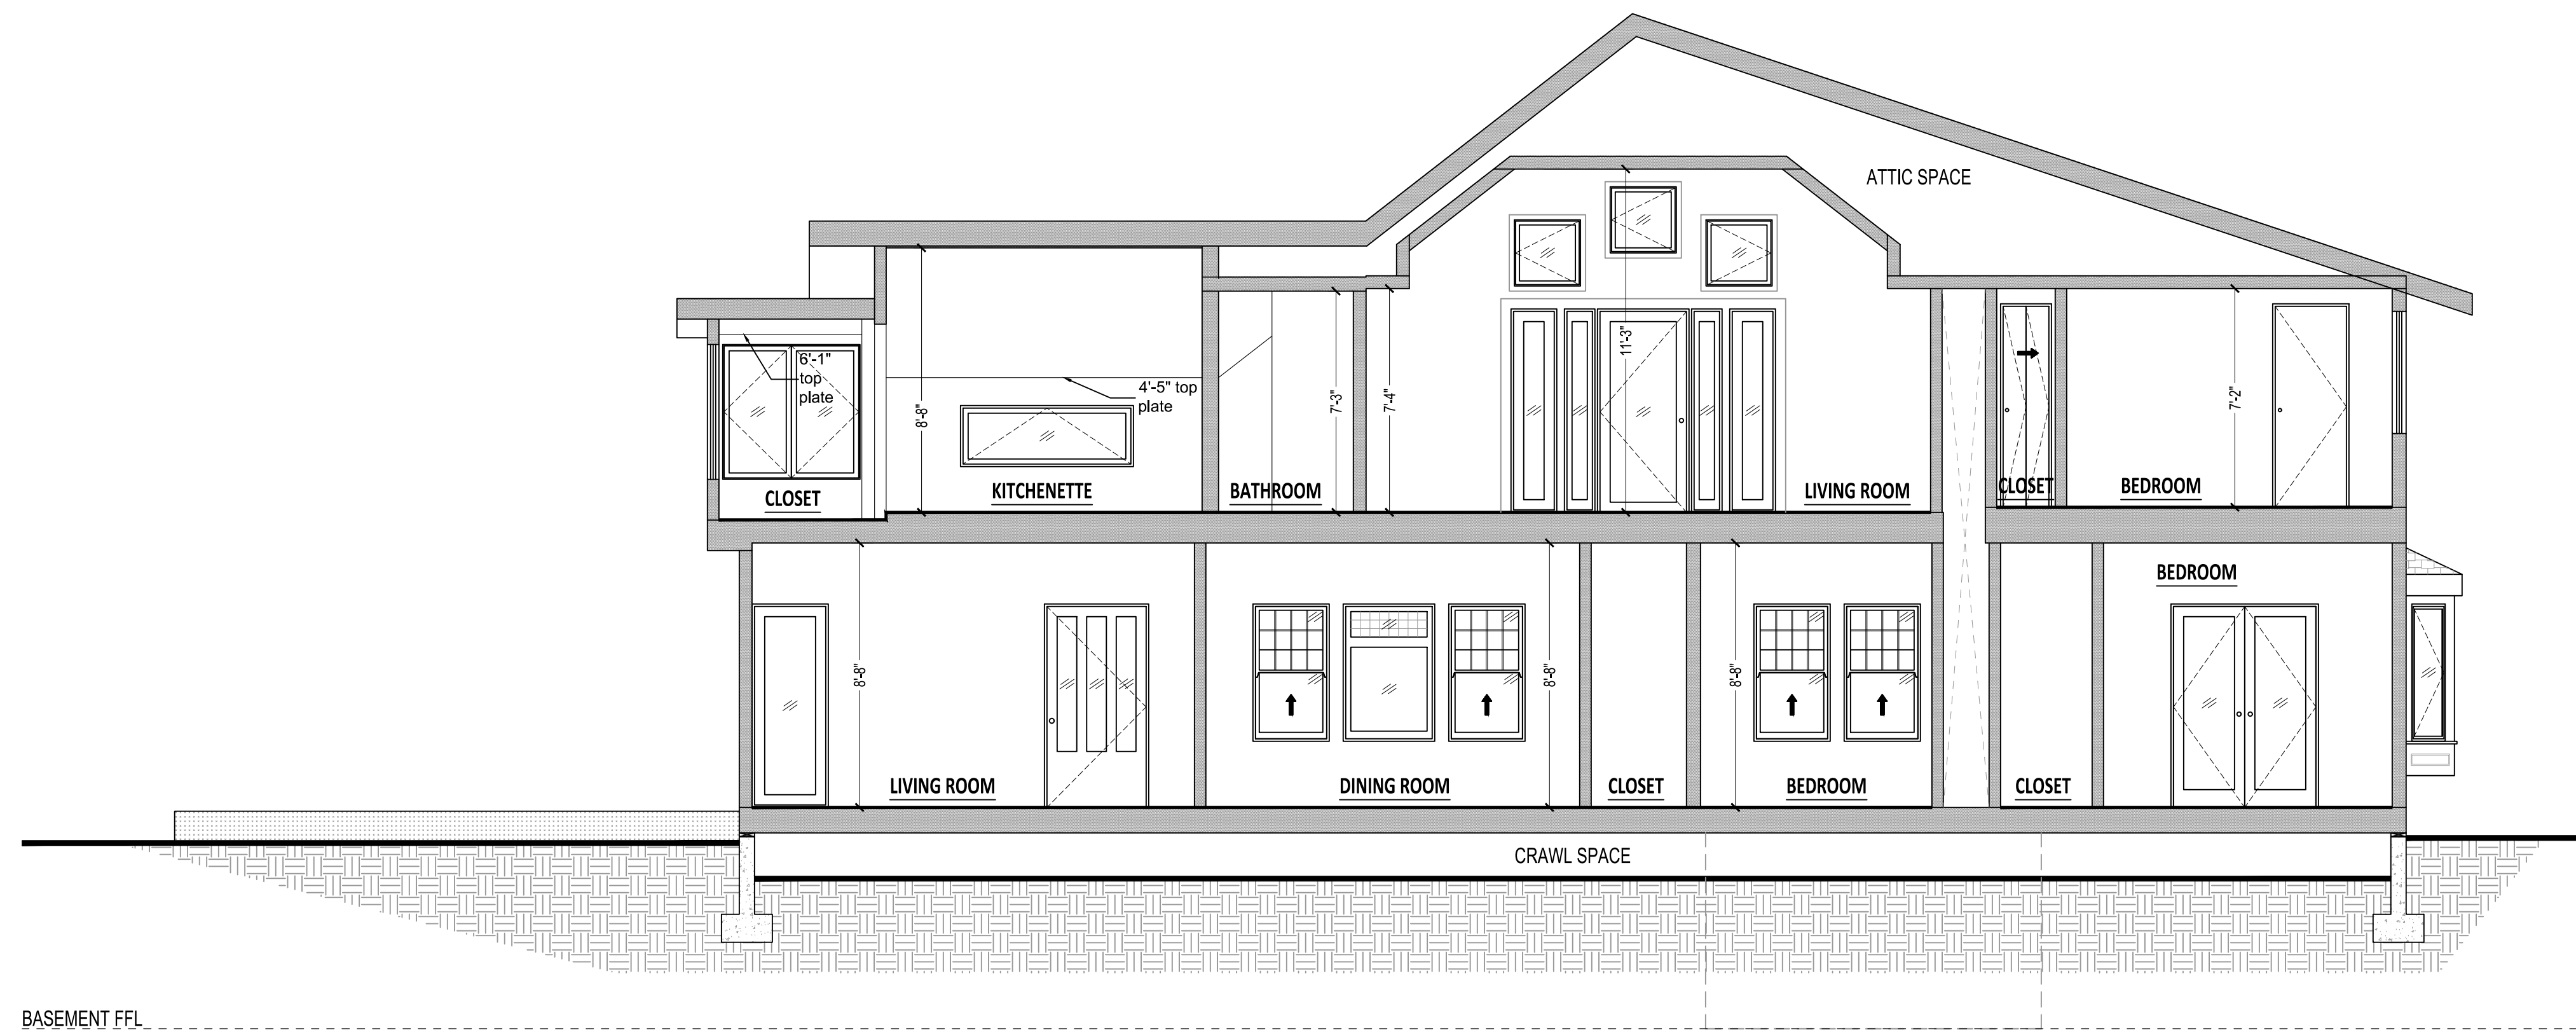 ATTIC SPACE
11'-3"
6'-1"
top
plate
8'-8"
4'-5" top
plate
7'-3"
7'-4"
7'-2"
CLOSET
KITCHENETTE
BATHROOM
LIVING ROOM
CLOSET
BEDROOM
BEDROOM
8'-8"
8'-8"
8'-8"
LIVING ROOM
DINING ROOM
CLOSET
BEDROOM
CLOSET
CRAWL SPACE
BASEMENT FFL